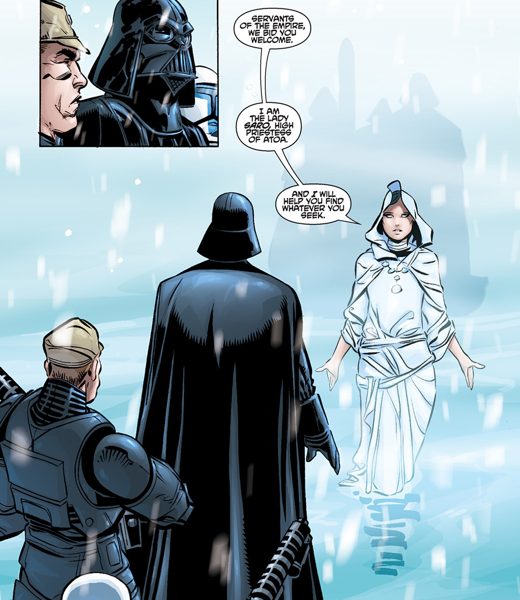 SERVANTS
OF THE EMPIRE,
WE BID YOU
WELCOME.
I AM
THE LADY
SARO, HIGH
PRIESTESS
OF ATOA.
AND I WILL
HELP YOU FIND
WHATEVER YOU
SEEK.